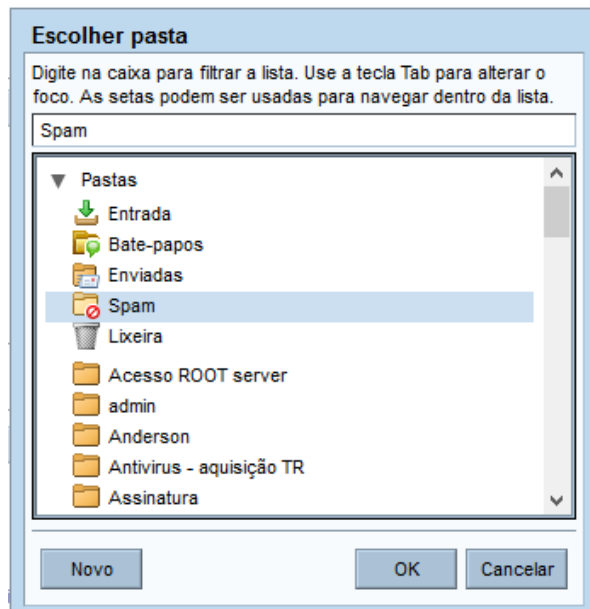 Escolher pasta
Digite na caixa para filtrar a lista. Use a tecla Tab para alterar o
foco. As setas podem ser usadas para navegar dentro da lista.
Spam
Pastas
Entrada
Bate-papos
Enviadas
Spam
Lixeira
Acesso ROOT server
admin
Anderson
Antivirus - aquisição TR
Assinatura
Novo OK Cancelar